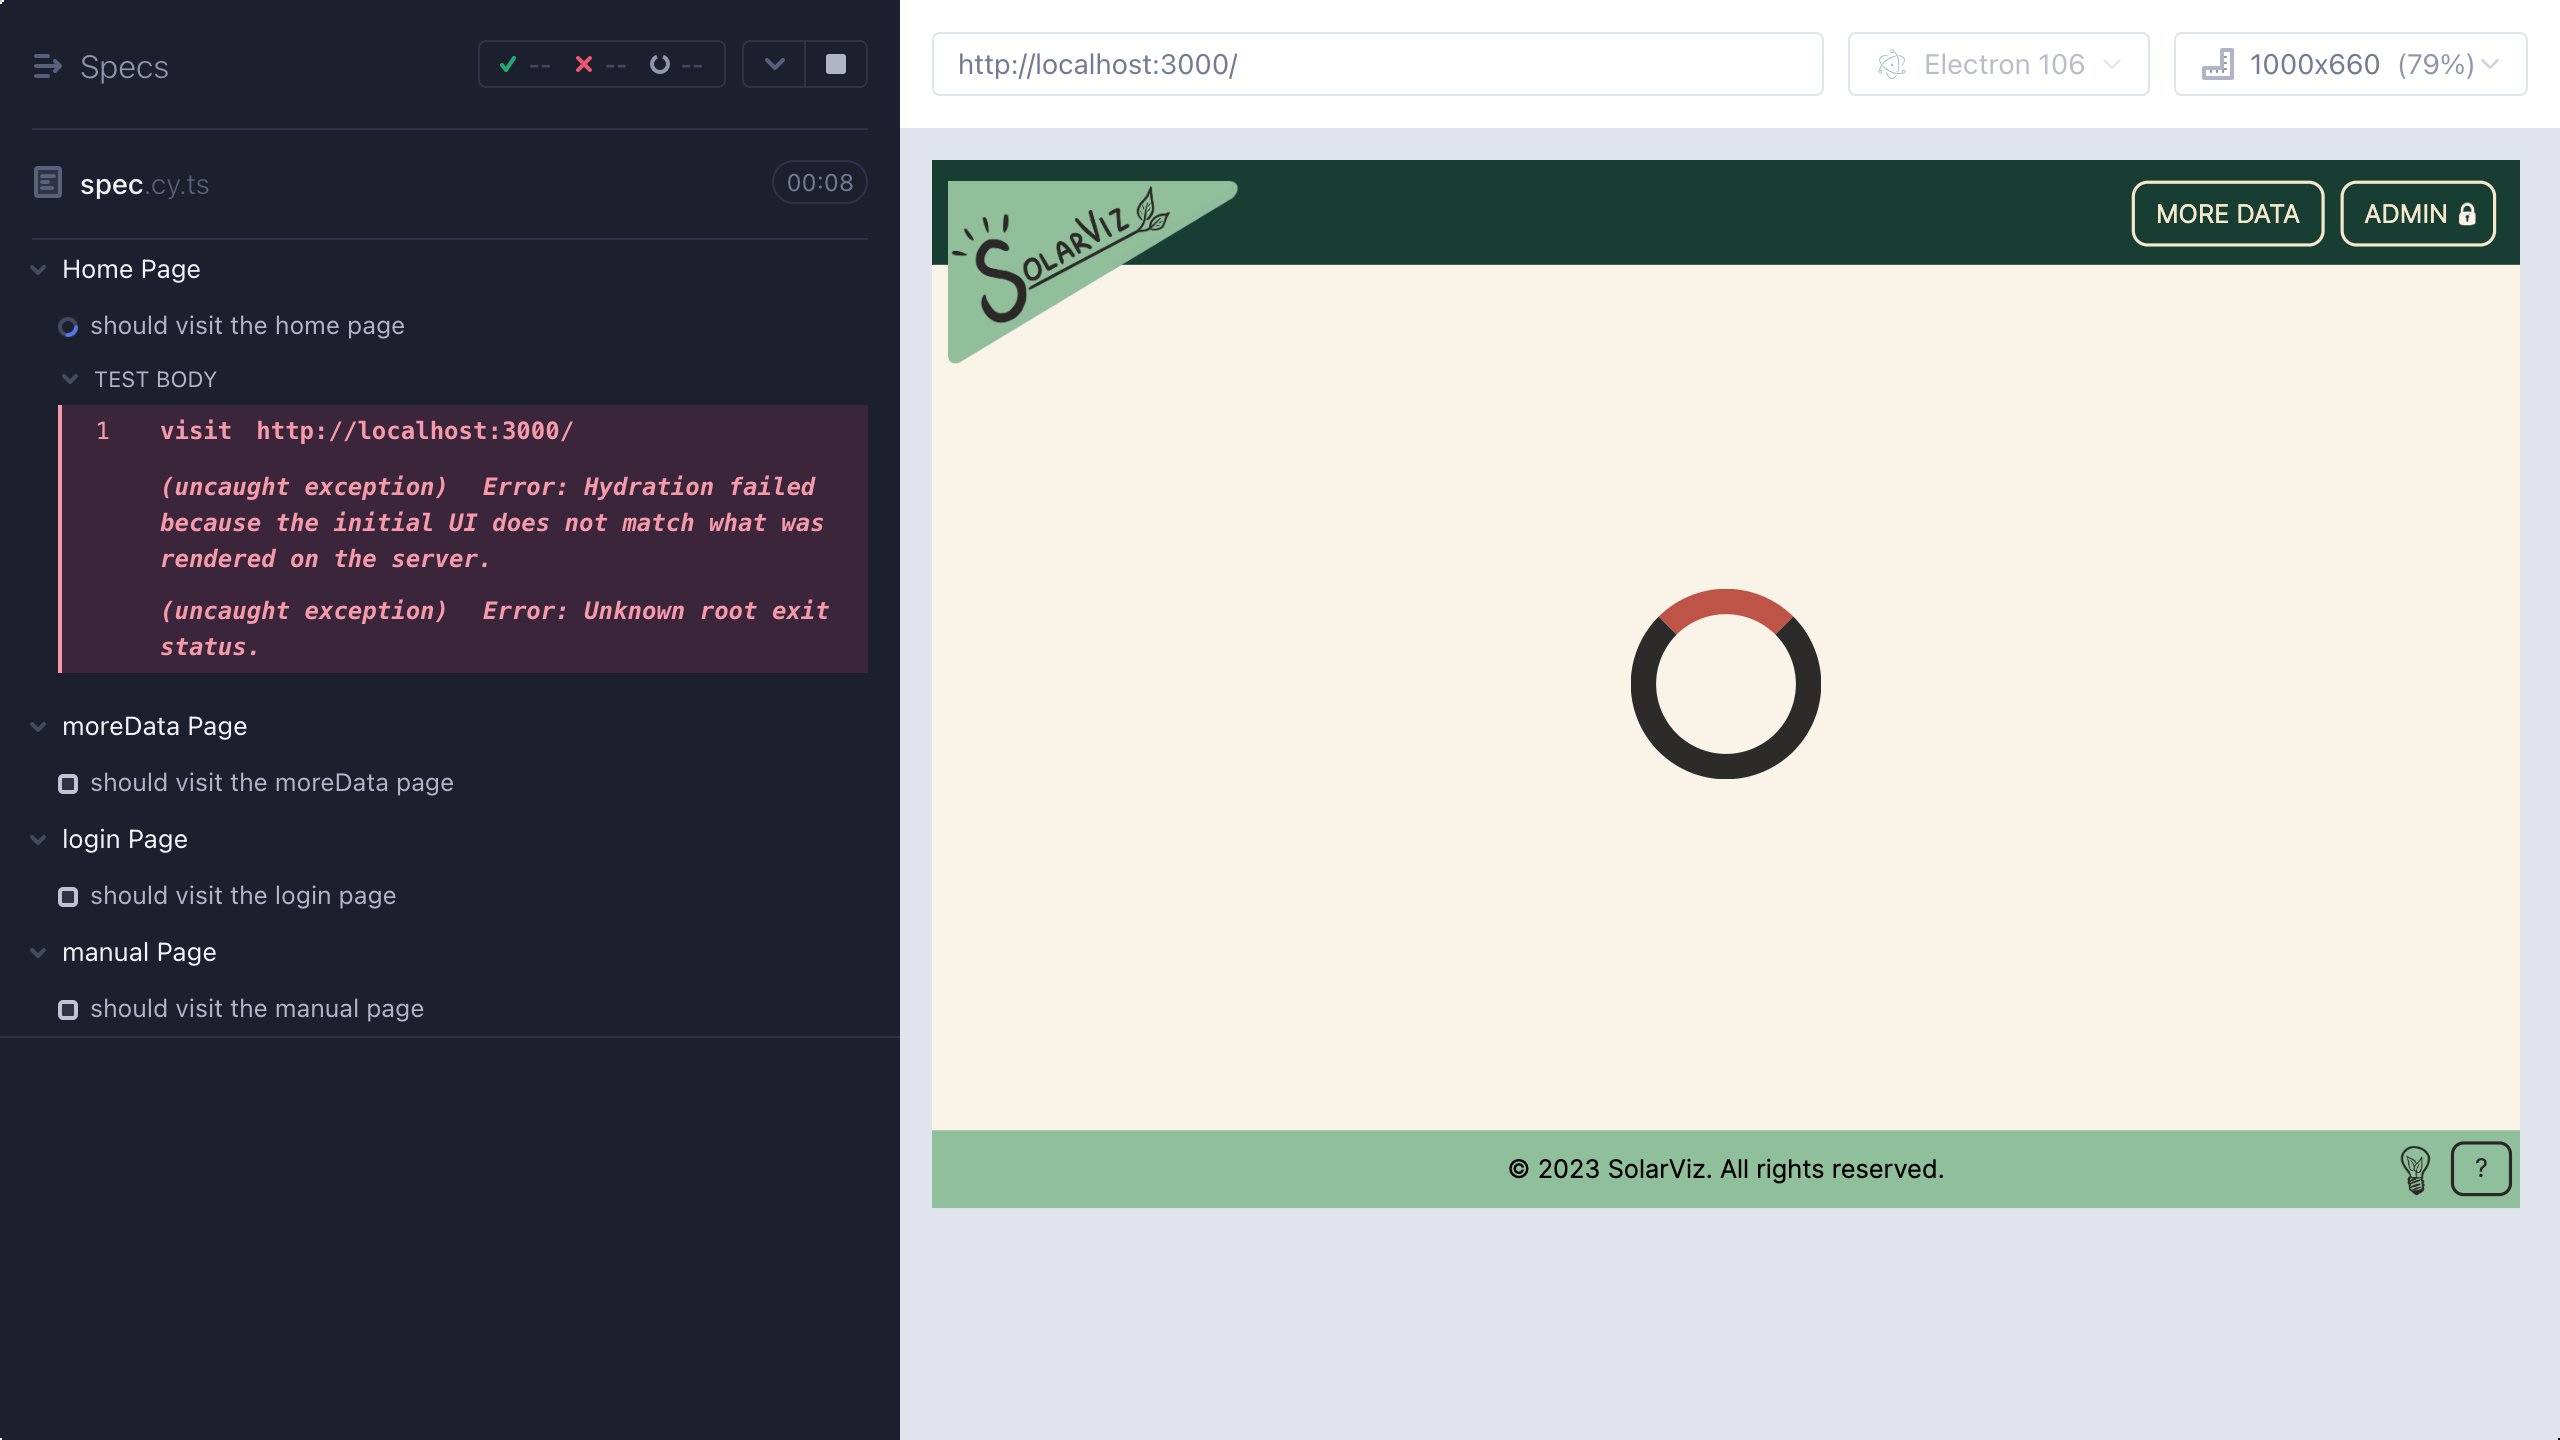 Specs
-- -- --
spec.cy.ts
00:08
Home Page
should visit the home page
TEST BODY
1 visit http://localhost:3000/
(uncaught exception) Error: Hydration failed
because the initial UI does not match what was
rendered on the server.
(uncaught exception) Error: Unknown root exit
status.
moreData Page
should visit the moreData page
login Page
should visit the login page
manual Page
should visit the manual page
http://localhost:3000/
Electron 106
1000x660 (79%)
SOLARVIZ
MORE DATA
ADMIN
© 2023 SolarViz. All rights reserved.
?